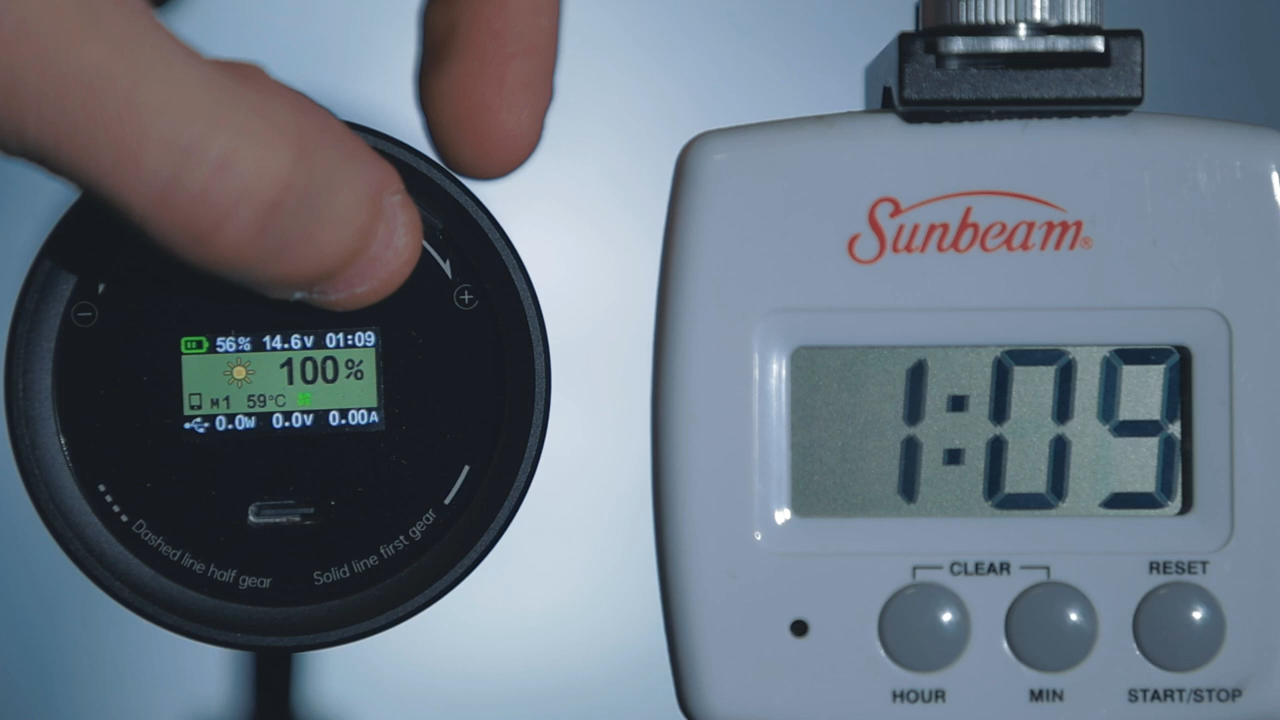 56% 14.6V 01:09
100%
M1 59°C
0.0W 0.0V 0.00A
Dashed line half gear
Solid line first gear
Sunbeam®
1:09
CLEAR
RESET
HOUR
MIN
START/STOP